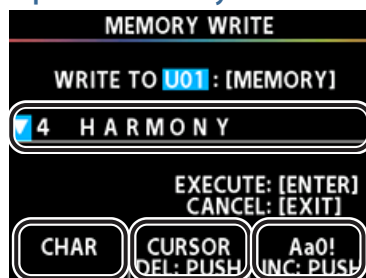 MEMORY WRITE
WRITE TO U01 : [MEMORY]
4 HARMONY
EXECUTE: [ENTER]
CANCEL: [EXIT]
CHAR
CURSOR
DEL: PUSH
Aa0!
INC: PUSH